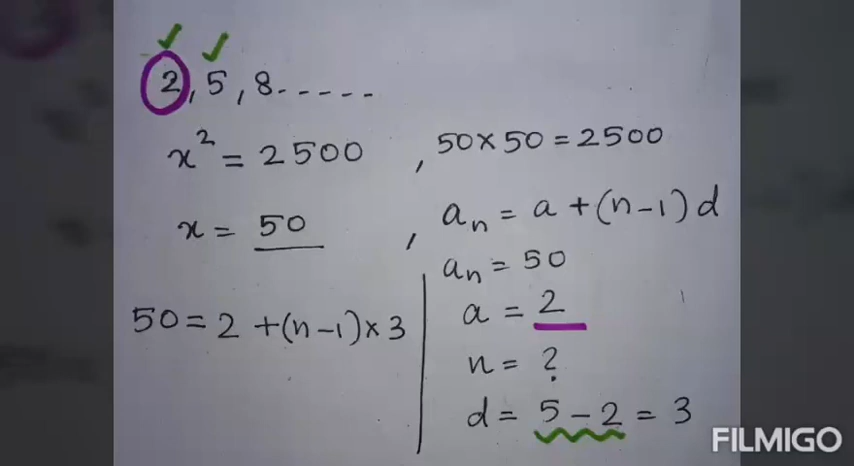 2, 5, 8.....
x² = 2500 , 50×50 = 2500
x = 50 , aₙ = a + (n-1) d
aₙ = 50
50 = 2 + (n-1) × 3
a = 2
n = ?
d = 5 - 2 = 3
FILMIGO